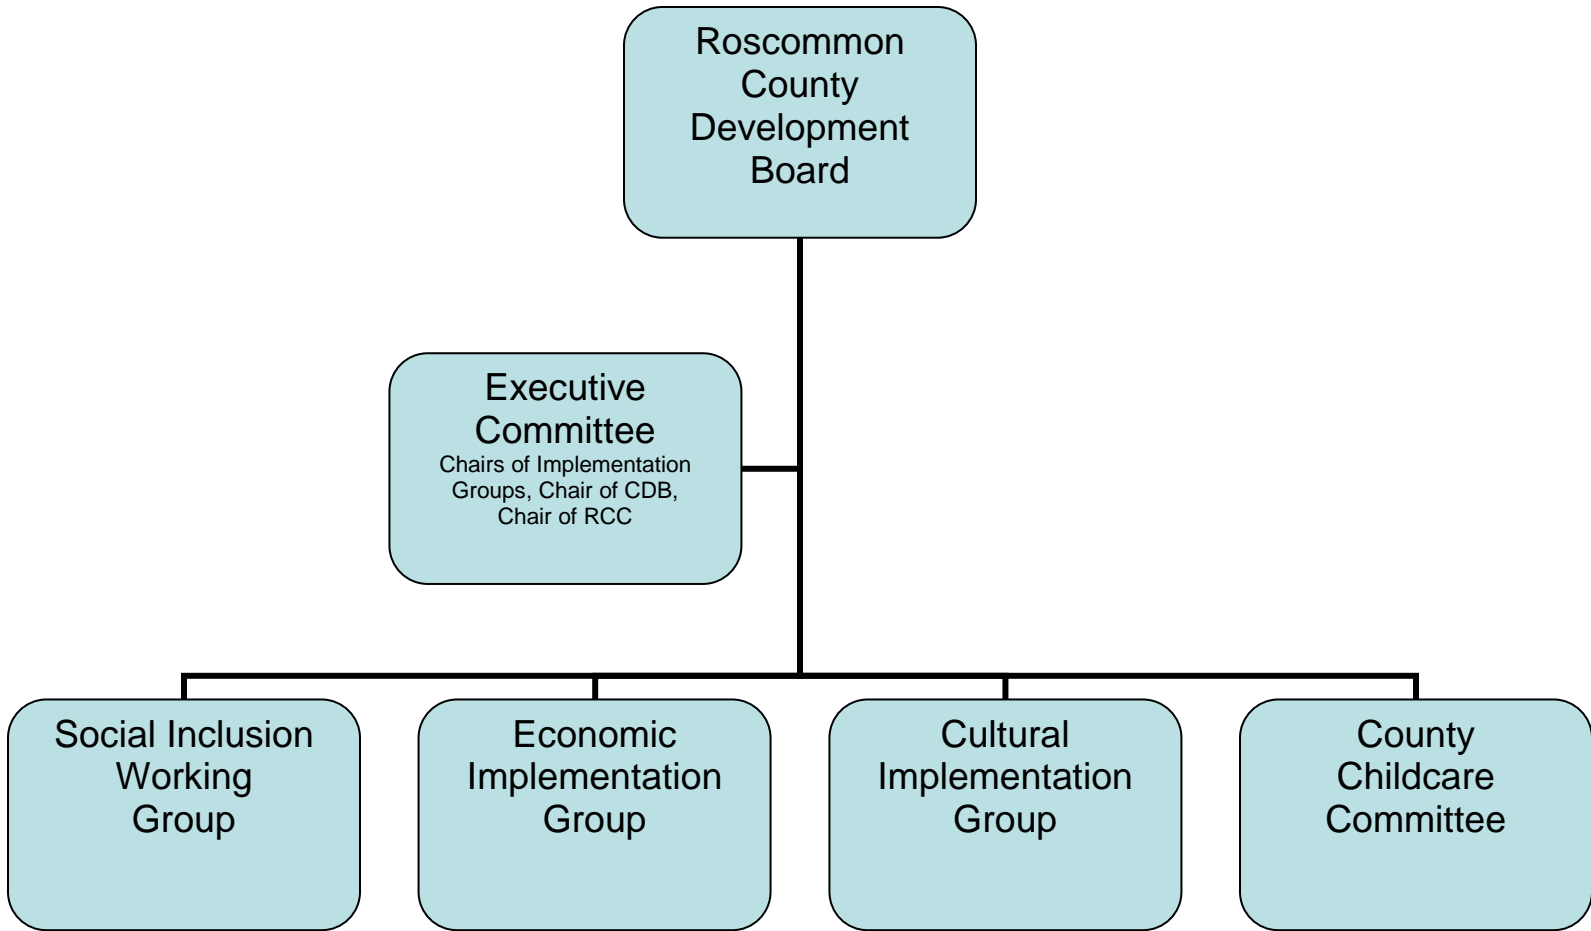 Roscommon
County
Development
Board
Executive
Committee
Chairs of Implementation
Groups, Chair of CDB,
Chair of RCC
Social Inclusion
Working
Group
Economic
Implementation
Group
Cultural
Implementation
Group
County
Childcare
Committee